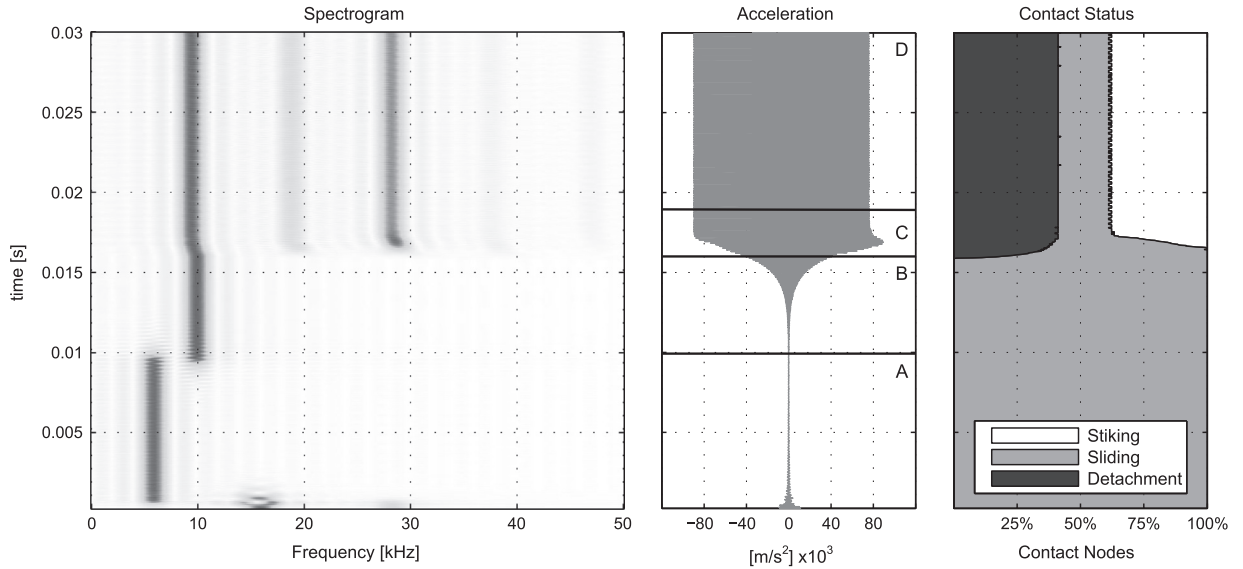 Spectrogram
Acceleration
Contact Status
0.03
0.025
0.02
0.015
0.01
0.005
time [s]
0
10
20
30
40
50
Frequency [kHz]
D
C
B
A
−80
−40
0
40
80
[m/s²] x10³
Stiking
Sliding
Detachment
25%
50%
75%
100%
Contact Nodes